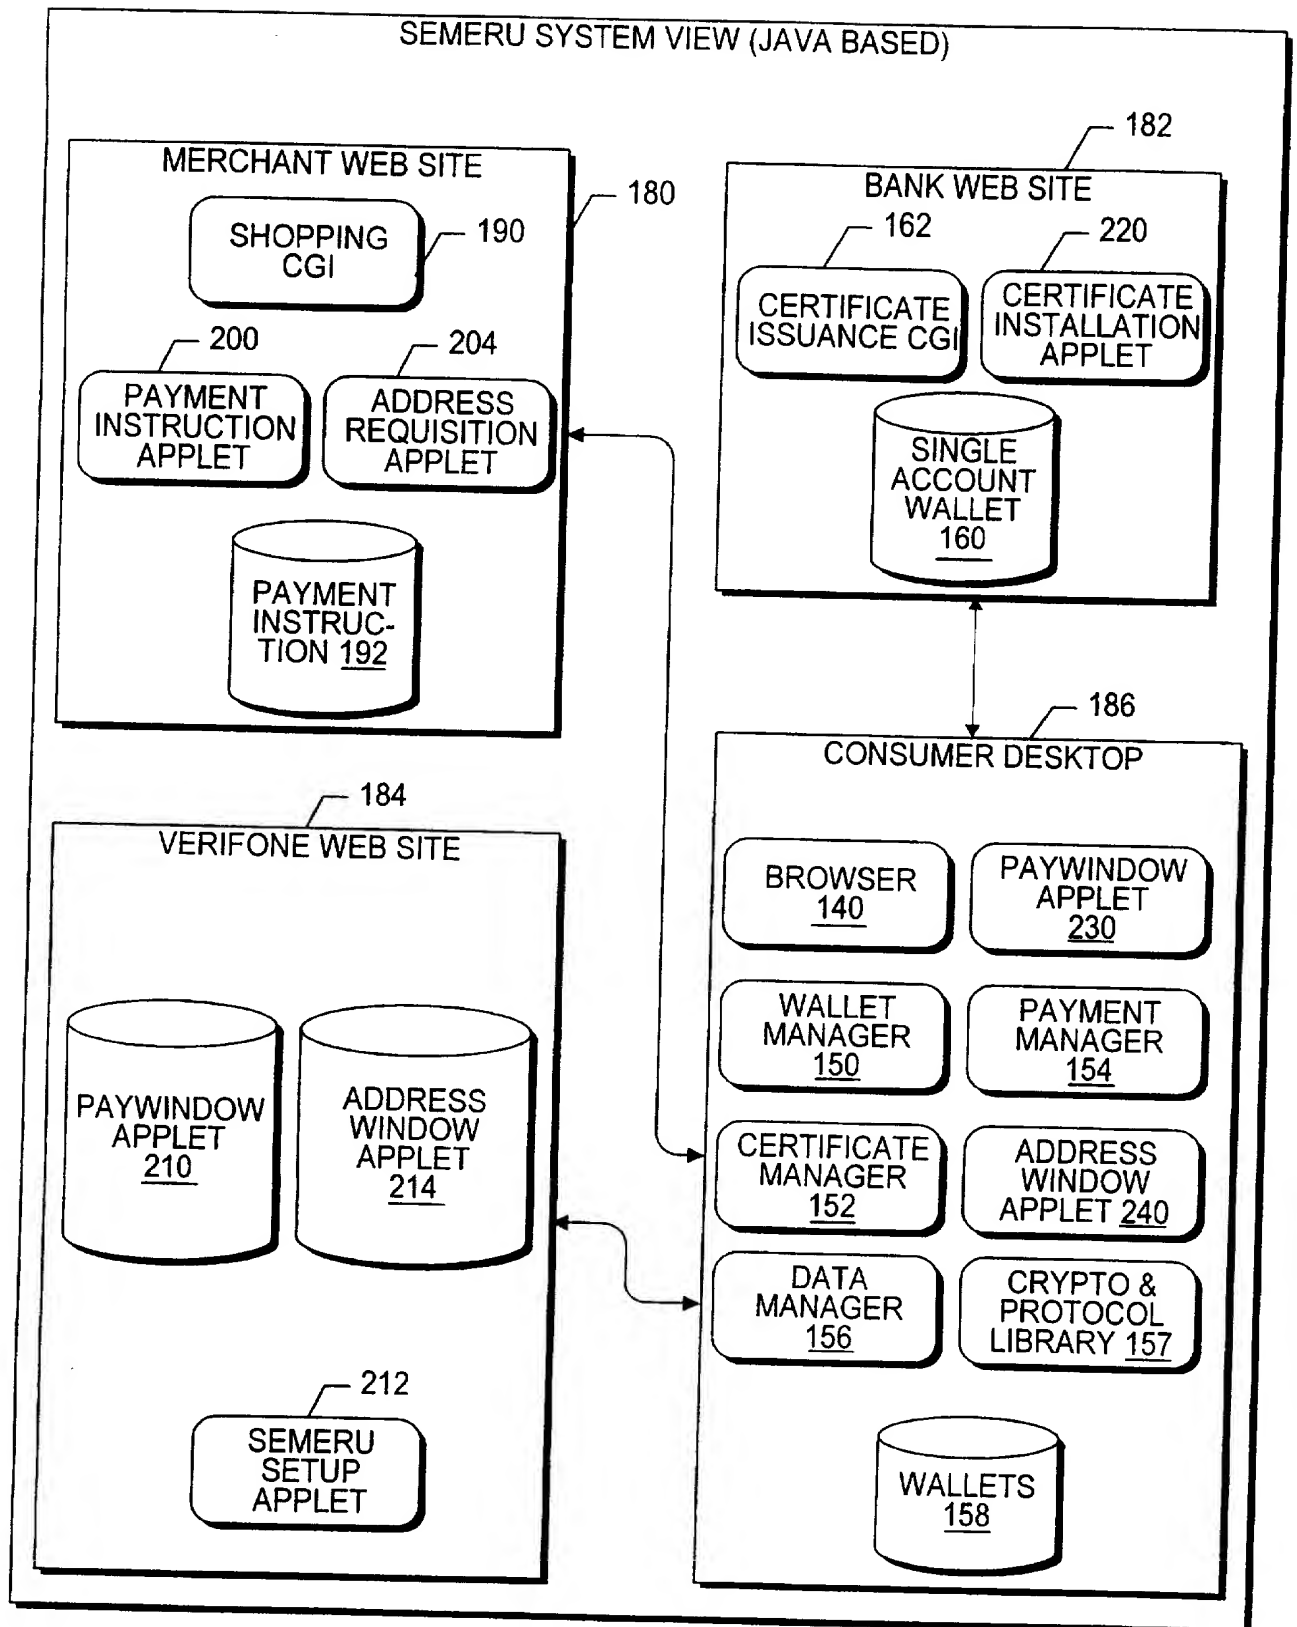 SEMERU SYSTEM VIEW (JAVA BASED)
MERCHANT WEB SITE
180
SHOPPING
CGI
190
200
PAYMENT
INSTRUCTION
APPLET
204
ADDRESS
REQUISITION
APPLET
PAYMENT
INSTRUC-
TION 192
182
BANK WEB SITE
162
CERTIFICATE
ISSUANCE CGI
220
CERTIFICATE
INSTALLATION
APPLET
SINGLE
ACCOUNT
WALLET
160
184
VERIFONE WEB SITE
PAYWINDOW
APPLET
210
ADDRESS
WINDOW
APPLET
214
212
SEMERU
SETUP
APPLET
186
CONSUMER DESKTOP
BROWSER
140
PAYWINDOW
APPLET
230
WALLET
MANAGER
150
PAYMENT
MANAGER
154
CERTIFICATE
MANAGER
152
ADDRESS
WINDOW
APPLET 240
DATA
MANAGER
156
CRYPTO &
PROTOCOL
LIBRARY 157
WALLETS
158